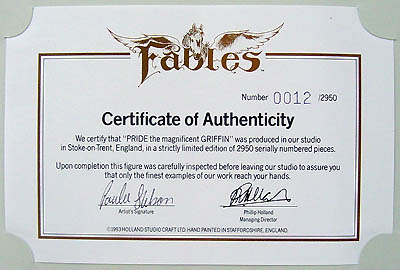 Fables
Number 0012 /2950
Certificate of Authenticity
We certify that "PRIDE the magnificent GRIFFIN" was produced in our studio
in Stoke-on-Trent, England, in a strictly limited edition of 2950 serially numbered pieces.
Upon completion this figure was carefully inspected before leaving our studio to assure you
that only the finest examples of our work reach your hands.
Artist's Signature
Phillip Holland
Managing Director
©1993 HOLLAND STUDIO CRAFT LTD. HAND PAINTED IN STAFFORDSHIRE, ENGLAND.